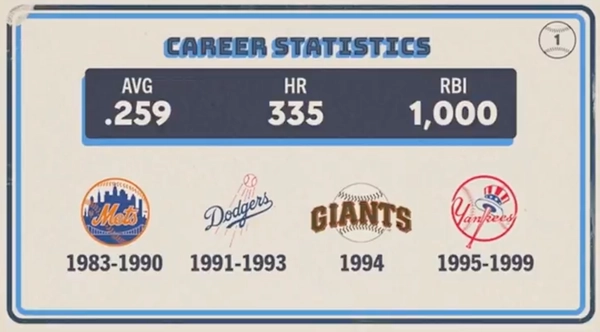 CAREER STATISTICS
1
AVG HR RBI
.259 335 1,000
Mets Dodgers GIANTS Yankees
1983-1990 1991-1993 1994 1995-1999